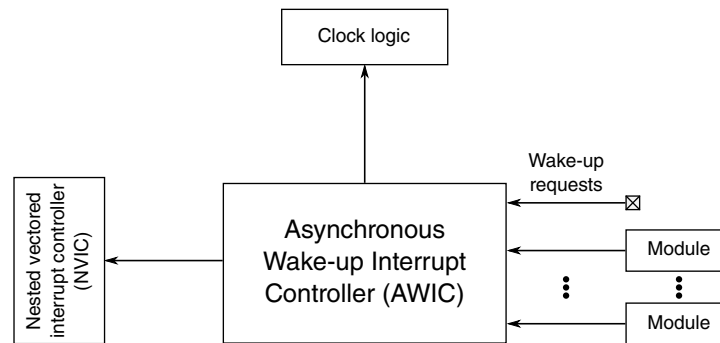 Clock logic
Wake-up
requests
Nested vectored
interrupt controller
(NVIC)
Asynchronous
Wake-up Interrupt
Controller (AWIC)
Module
Module